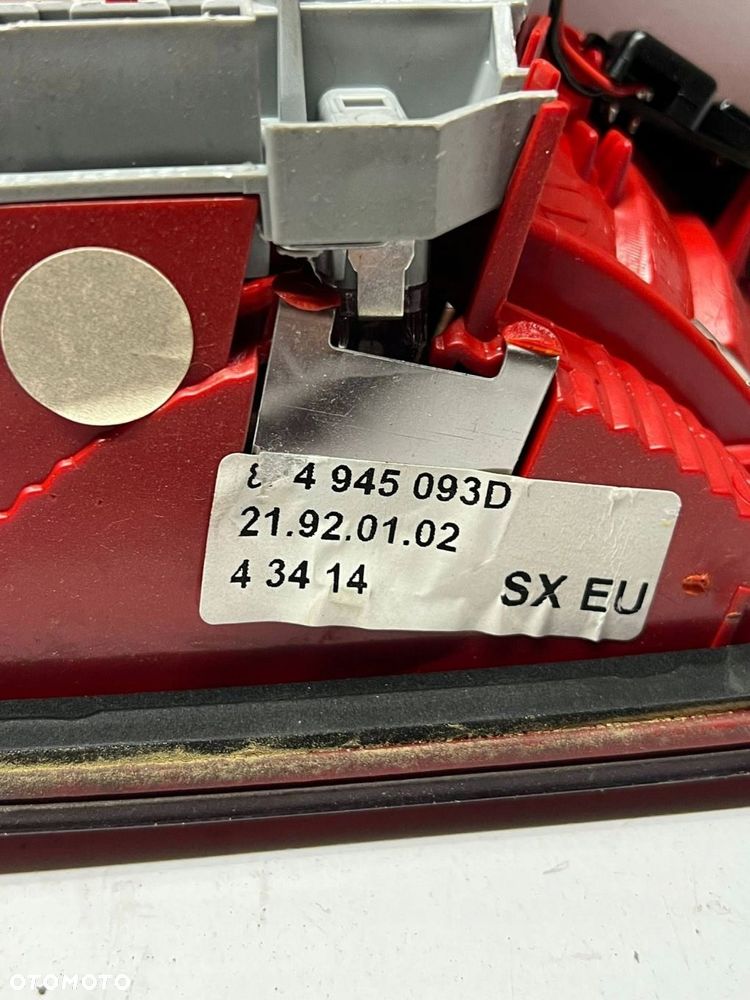 4 945 093D
21.92.01.02
4 34 14
SX EU
OTOMOTO